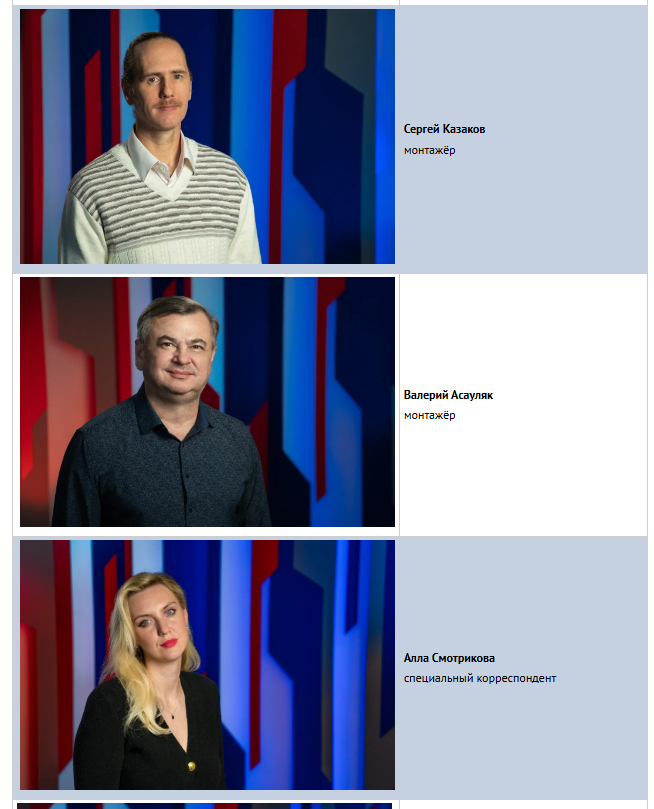 Сергей Казаков
монтажёр
Валерий Асауляк
монтажёр
Алла Смотрикова
специальный корреспондент